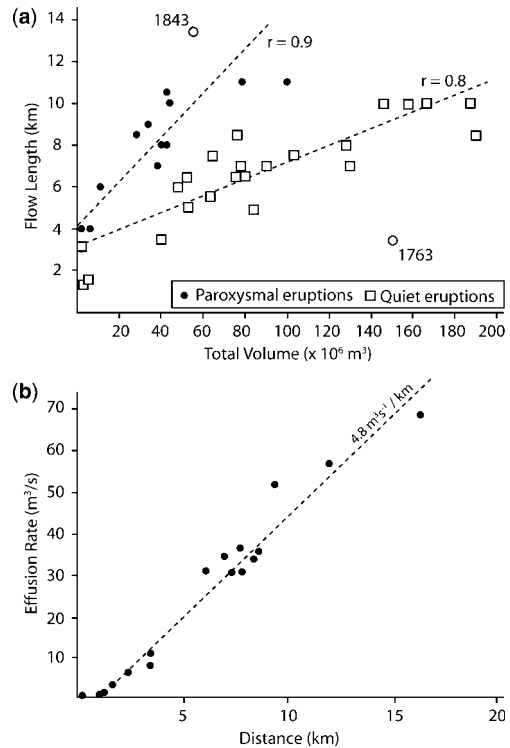 (a)
1843
r = 0.9
r = 0.8
14
12
10
8
6
4
2
Flow Length (km)
1763
● Paroxysmal eruptions □ Quiet eruptions
20 40 60 80 100 120 140 160 180 200
Total Volume (x 10⁶ m³)
(b)
4.8 m³s⁻¹ / km
70
60
50
40
30
20
10
Effusion Rate (m³/s)
5 10 15 20
Distance (km)